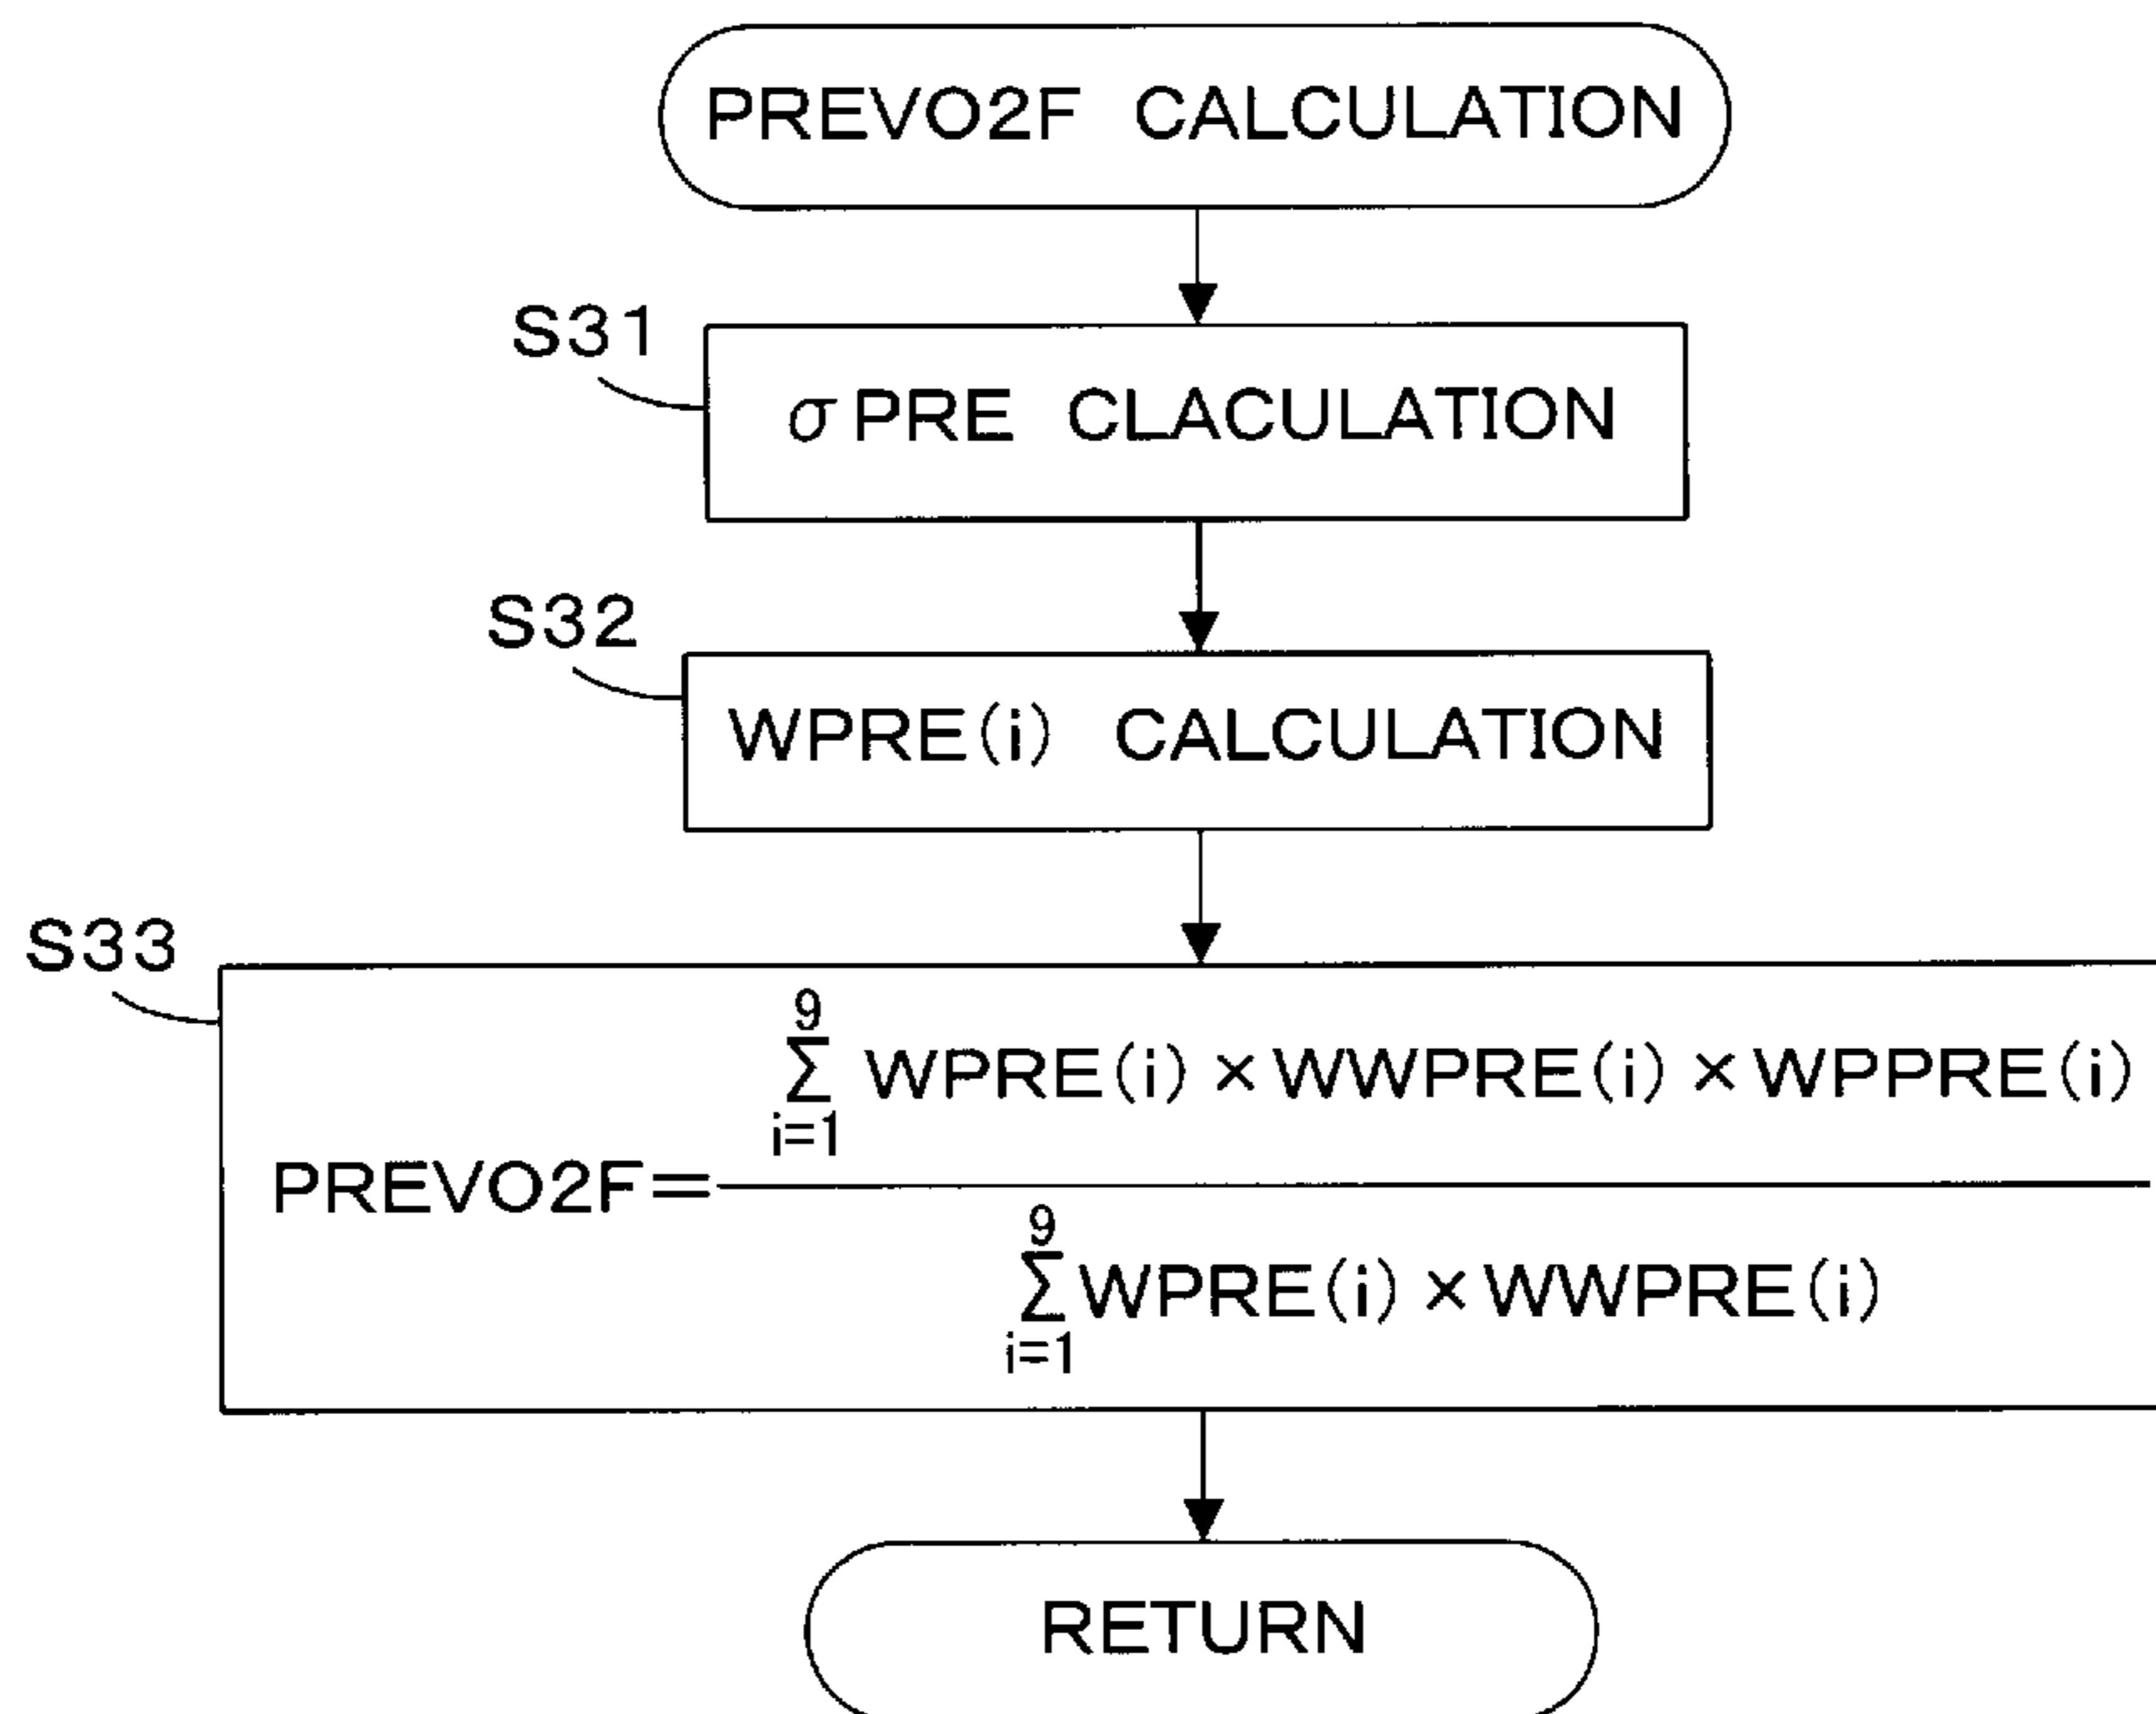 PREVO2F CALCULATION
S31
σPRE CLACULATION
S32
WPRE(i) CALCULATION
S33
9
Σ WPRE(i) × WWPRE(i) × WPPRE(i)
i=1
PREVO2F=
9
Σ WPRE(i) × WWPRE(i)
i=1
RETURN